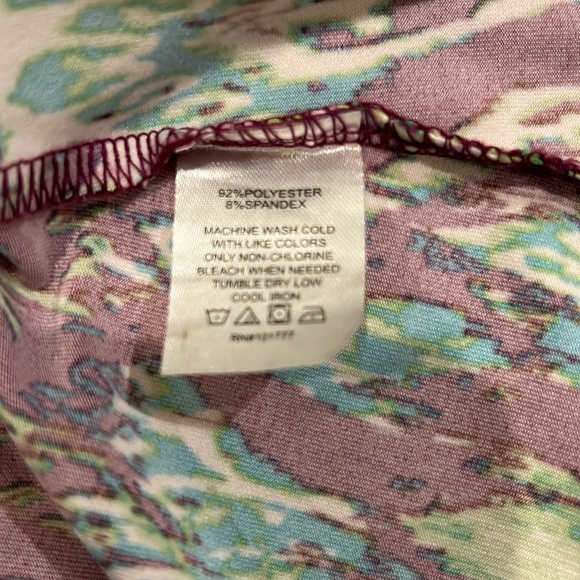 92%POLYESTER
8%SPANDEX
MACHINE WASH COLD
WITH LIKE COLORS
ONLY NON-CHLORINE
BLEACH WHEN NEEDED
TUMBLE DRY LOW
COOL IRON